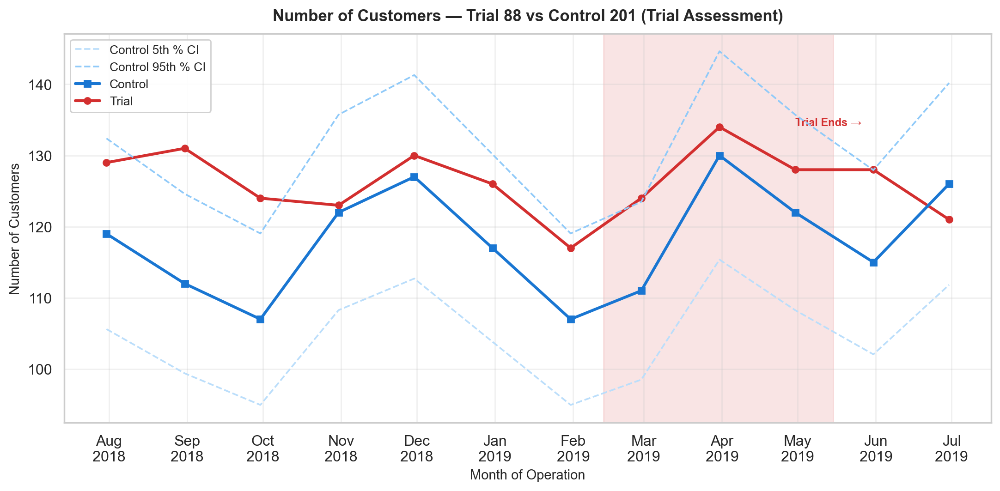 Number of Customers — Trial 88 vs Control 201 (Trial Assessment)
Control 5th % CI
Control 95th % CI
Control
Trial
Trial Ends →
Number of Customers
140
130
120
110
100
Aug
2018
Sep
2018
Oct
2018
Nov
2018
Dec
2018
Jan
2019
Feb
2019
Mar
2019
Apr
2019
May
2019
Jun
2019
Jul
2019
Month of Operation